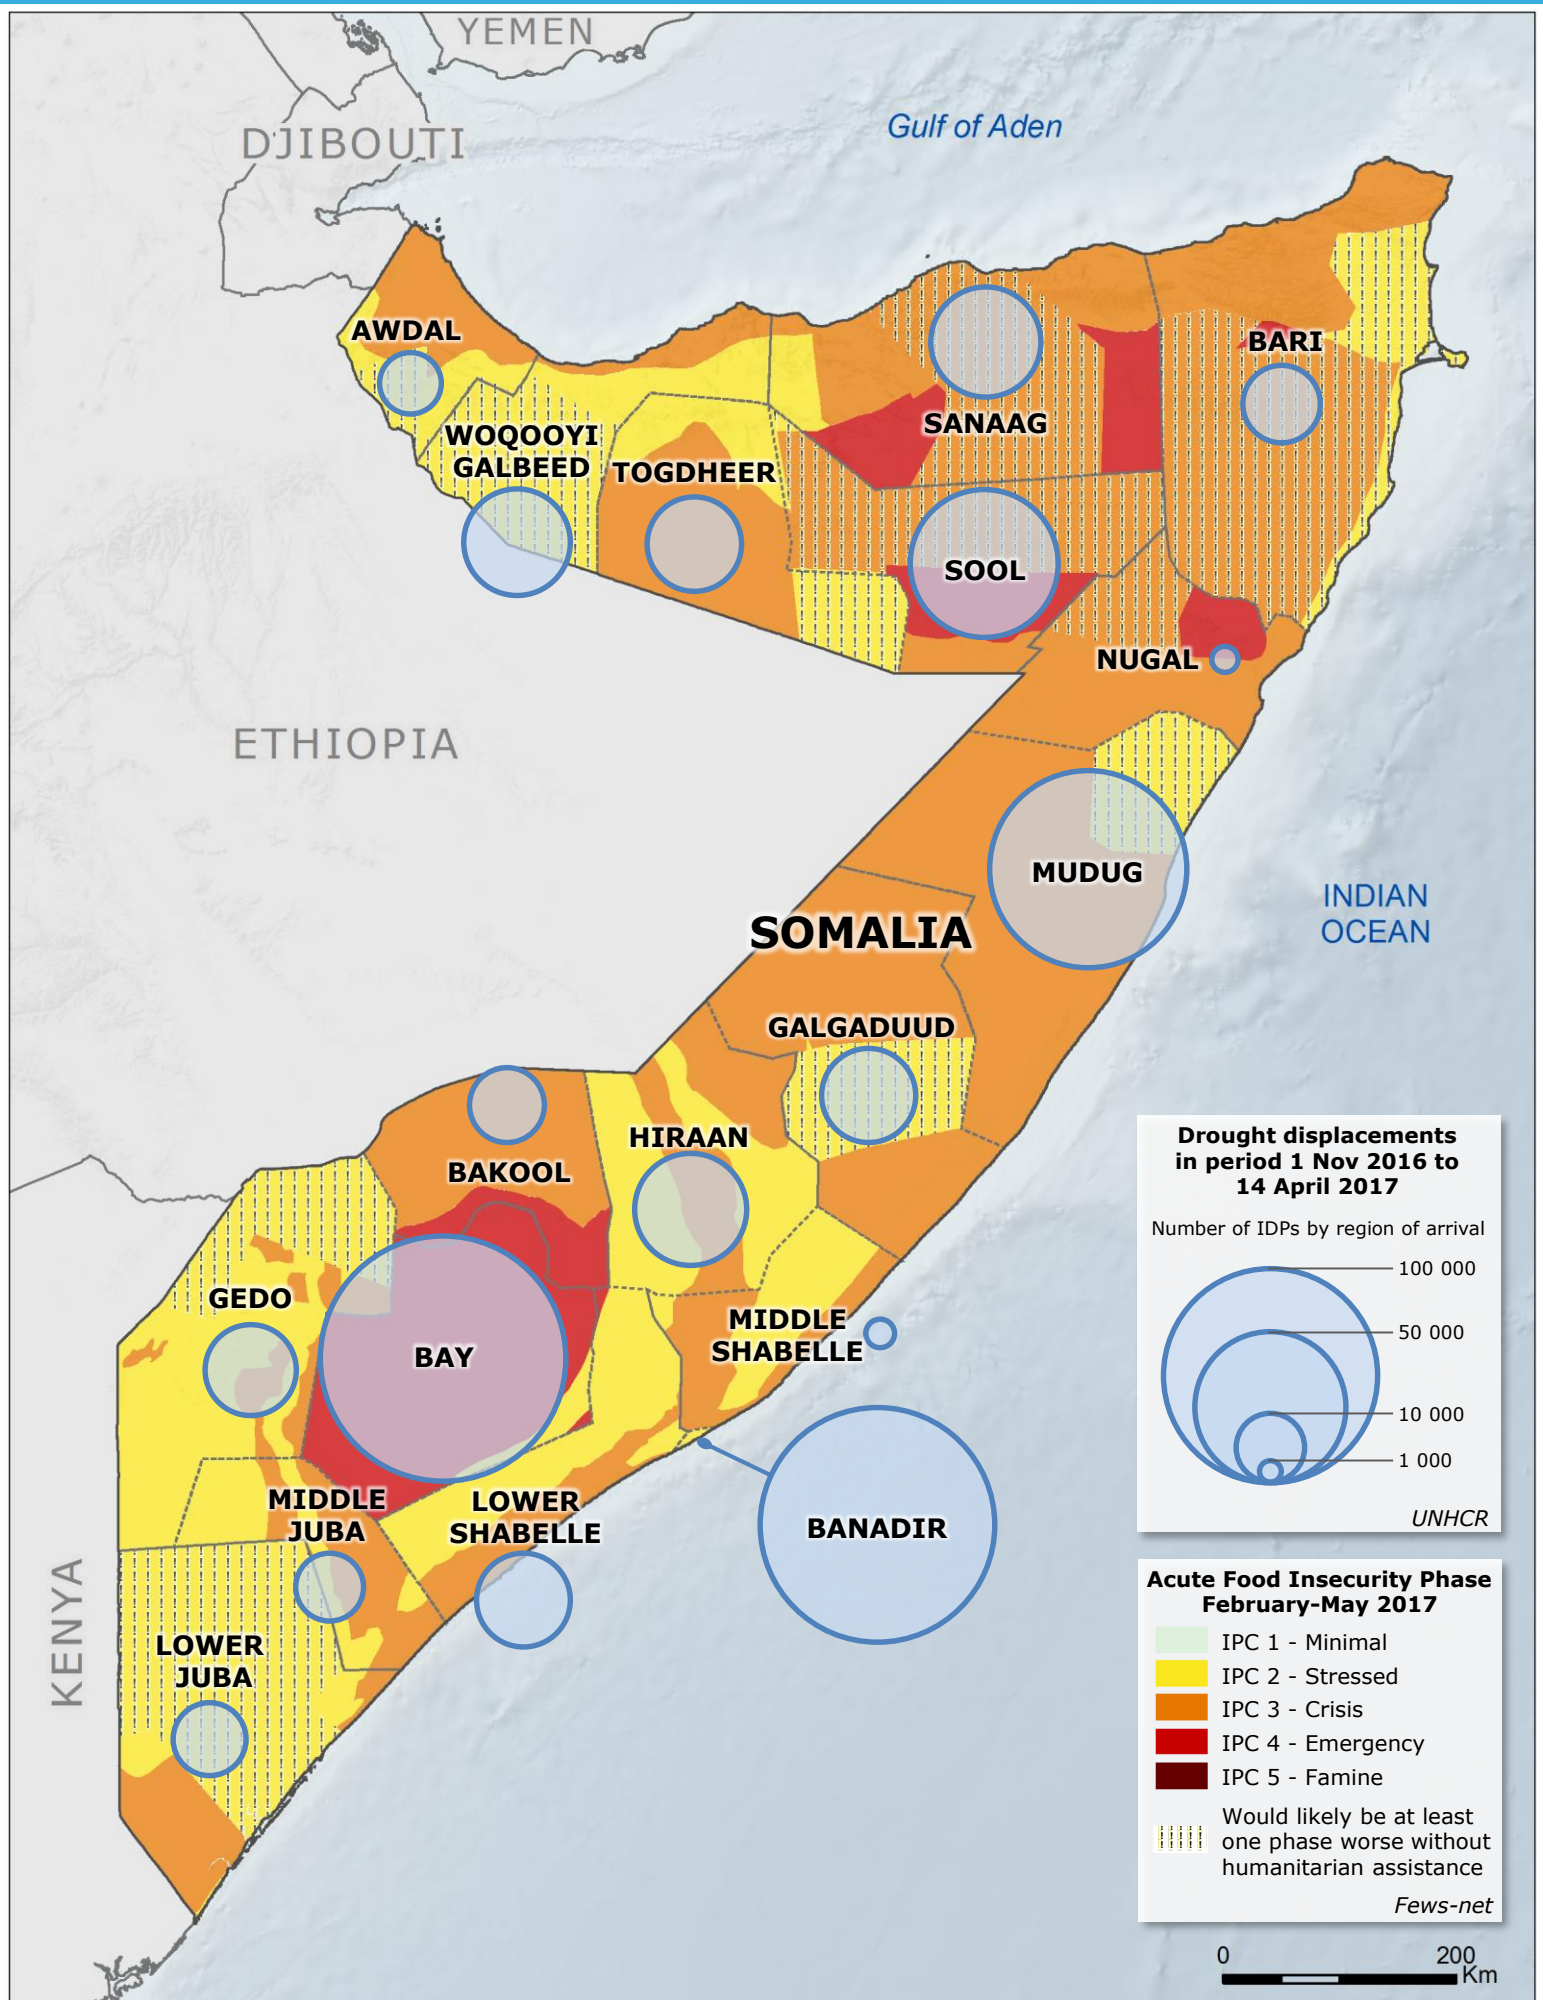 YEMEN
DJIBOUTI
Gulf of Aden
AWDAL
BARI
SANAAG
WOQOOYI
GALBEED
TOGDHEER
SOOL
NUGAL
ETHIOPIA
MUDUG
INDIAN
OCEAN
SOMALIA
GALGADUUD
HIRAAN
BAKOOL
GEDO
MIDDLE
SHABELLE
BAY
MIDDLE
JUBA
LOWER
SHABELLE
BANADIR
KENYA
LOWER
JUBA
Drought displacements
in period 1 Nov 2016 to
14 April 2017
Number of IDPs by region of arrival
100 000
50 000
10 000
1 000
UNHCR
Acute Food Insecurity Phase
February-May 2017
IPC 1 - Minimal
IPC 2 - Stressed
IPC 3 - Crisis
IPC 4 - Emergency
IPC 5 - Famine
Would likely be at least
one phase worse without
humanitarian assistance
Fews-net
0 200
Km